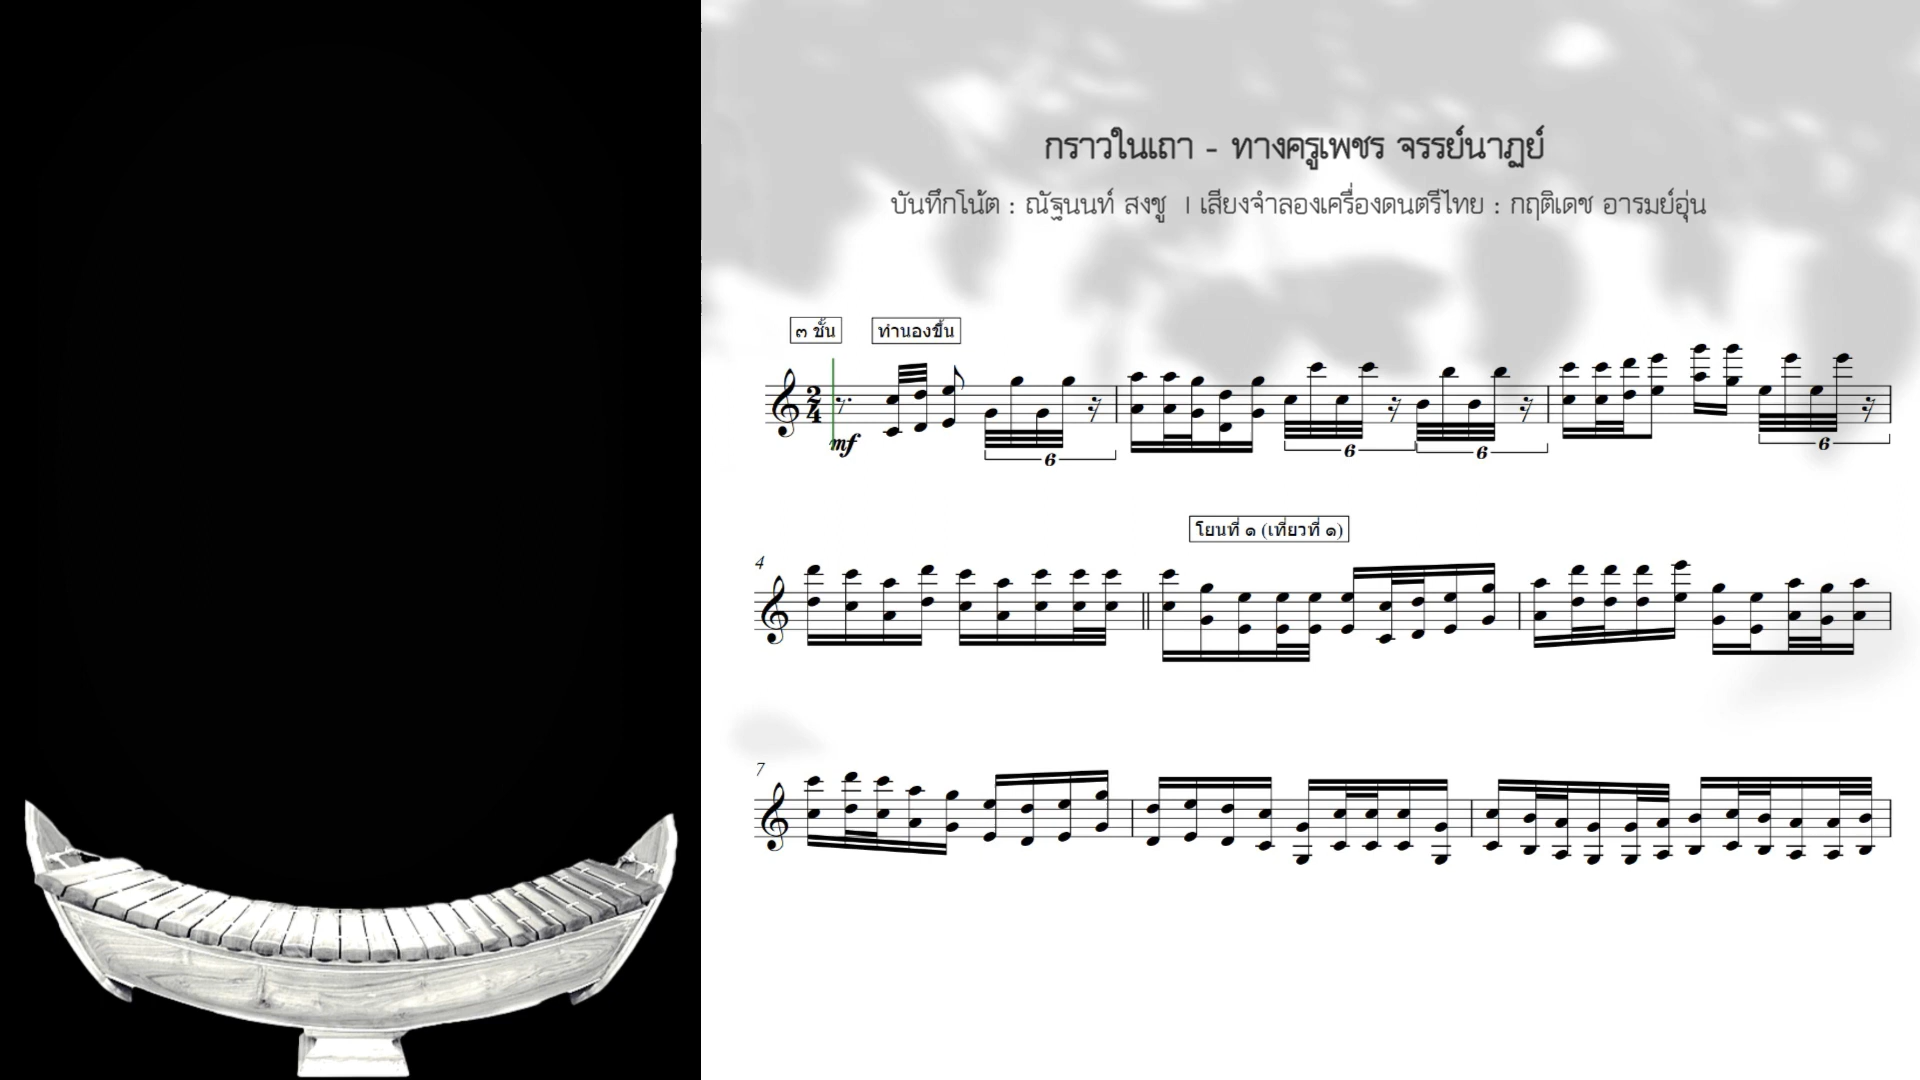 กราวในเถา - ทางครูเพชร จรรย์นาฏย์
บันทึกโน้ต : ณัฐนนท์ สงชู | เสียงจำลองเครื่องดนตรีไทย : กฤติเดช อารมย์อุ่น
๓ ชั้น ทำนองขึ้น
2
4
mf
6 6 6 6
โยนที่ ๑ (เที่ยวที่ ๑)
4
7